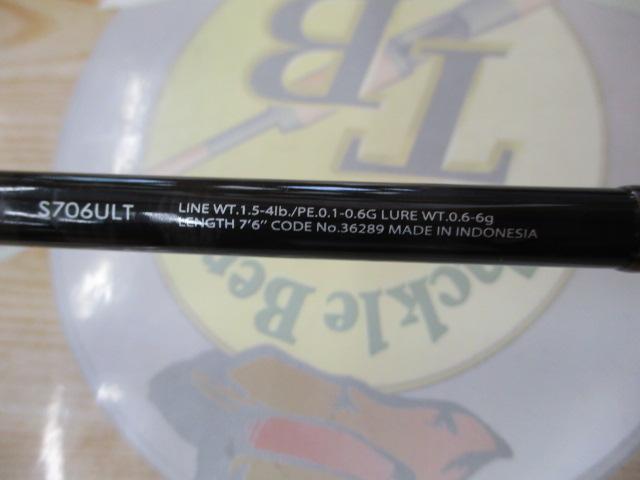 TB
S706ULT
LINE WT.1.5-4lb./PE.0.1-0.6G LURE WT.0.6-6g
LENGTH 7'6" CODE No.36289 MADE IN INDONESIA